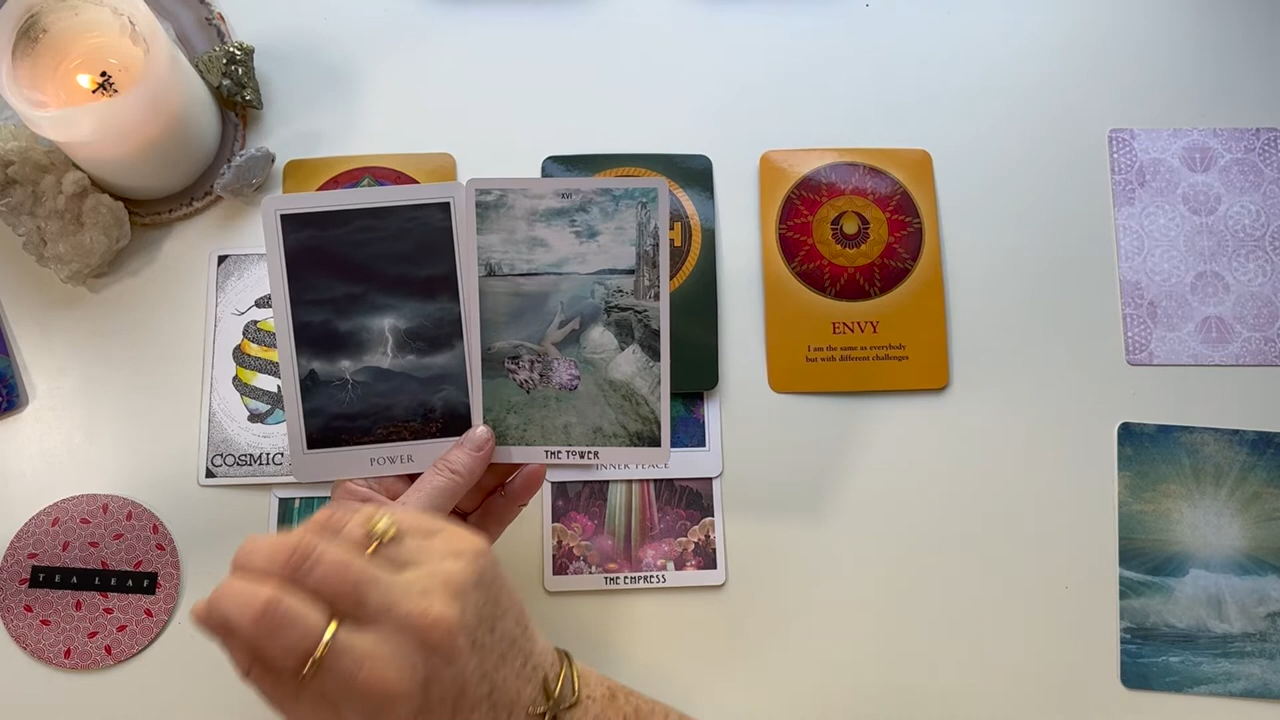 XVI
H
ENVY
I am the same as everybody
but with different challenges
POWER
THE TOWER
INNER PEACE
COSMIC
TEA LEAF
THE EMPRESS